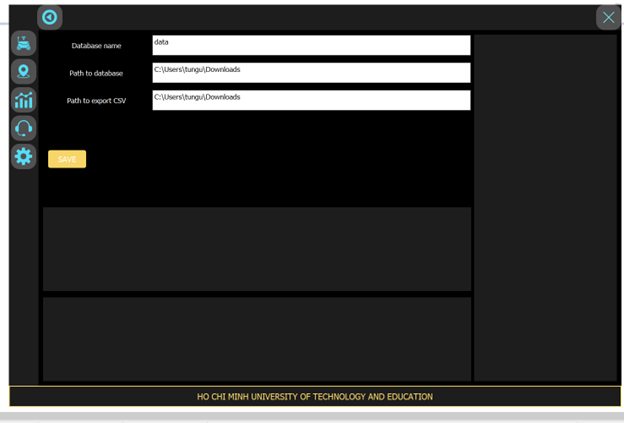 Database name
data
Path to database
C:\Users\tungu\Downloads
Path to export CSV
C:\Users\tungu\Downloads
SAVE
HO CHI MINH UNIVERSITY OF TECHNOLOGY AND EDUCATION